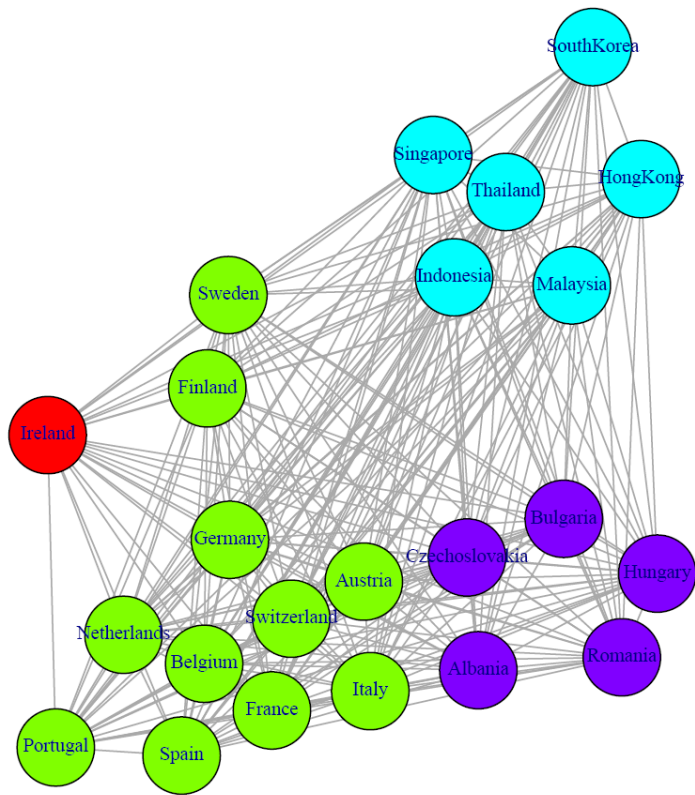 SouthKorea
Singapore
Thailand
HongKong
Indonesia
Malaysia
Sweden
Finland
Ireland
Bulgaria
Germany
Czechoslovakia
Hungary
Austria
Switzerland
Netherlands
Romania
Belgium
Albania
Italy
France
Portugal
Spain